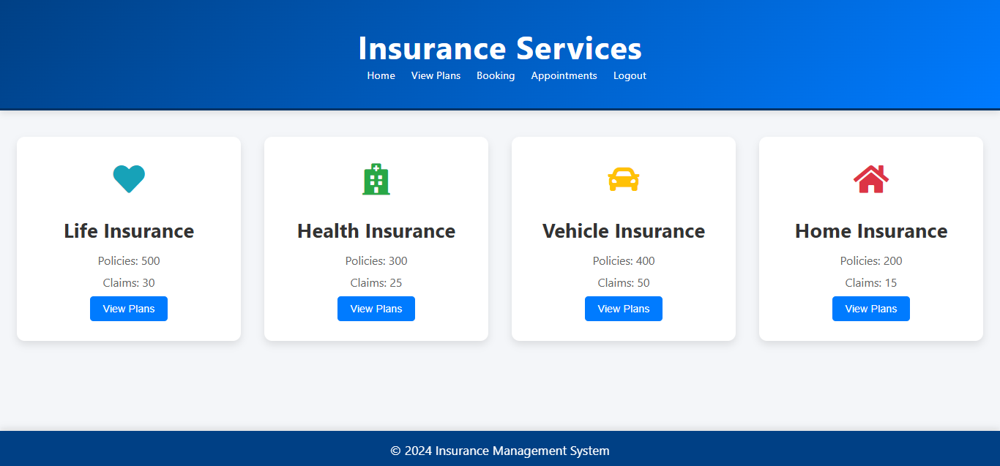 Insurance Services
Home View Plans Booking Appointments Logout
Life Insurance
Policies: 500
Claims: 30
View Plans
Health Insurance
Policies: 300
Claims: 25
View Plans
Vehicle Insurance
Policies: 400
Claims: 50
View Plans
Home Insurance
Policies: 200
Claims: 15
View Plans
© 2024 Insurance Management System